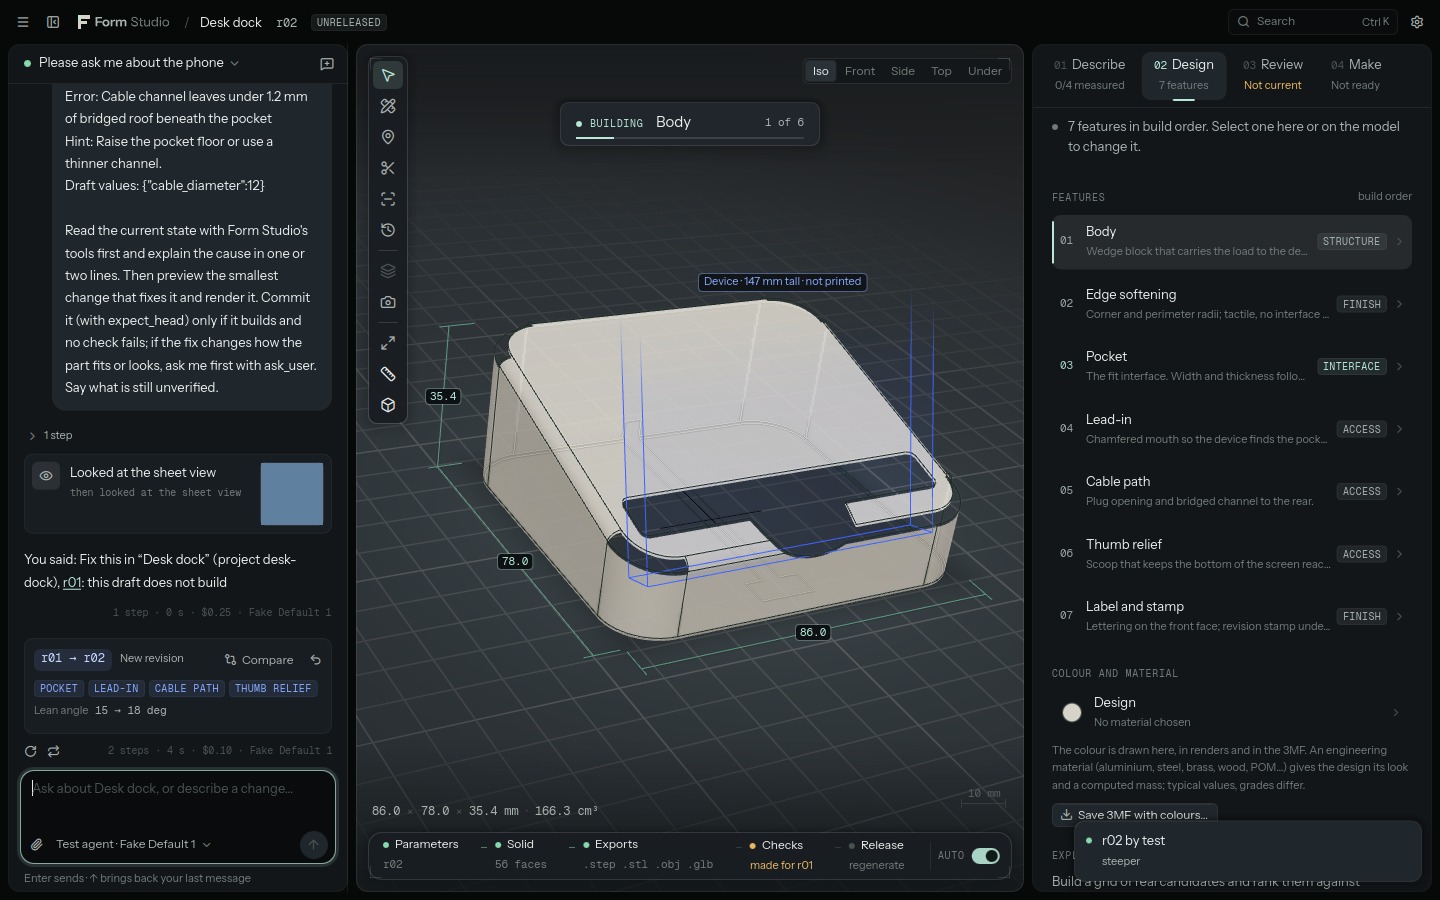 Form Studio / Desk dock r02 UNRELEASED
Search Ctrl K
Please ask me about the phone
Error: Cable channel leaves under 1.2 mm
of bridged roof beneath the pocket
Hint: Raise the pocket floor or use a
thinner channel.
Draft values: {"cable_diameter":12}
Read the current state with Form Studio's
tools first and explain the cause in one or
two lines. Then preview the smallest
change that fixes it and render it. Commit
it (with expect_head) only if it builds and
no check fails; if the fix changes how the
part fits or looks, ask me first with ask_user.
Say what is still unverified.
1 step
Looked at the sheet view
then looked at the sheet view
You said: Fix this in “Desk dock” (project desk-
dock), r01: this draft does not build
1 step · 0 s · $0.25 · Fake Default 1
r01 → r02 New revision Compare
POCKET LEAD-IN CABLE PATH THUMB RELIEF
Lean angle 15 → 18 deg
2 steps · 4 s · $0.10 · Fake Default 1
Ask about Desk dock, or describe a change...
Test agent · Fake Default 1
Enter sends · ↑ brings back your last message
Iso Front Side Top Under
BUILDING Body 1 of 6
Device · 147 mm tall · not printed
35.4
78.0
86.0
10 mm
86.0 × 78.0 × 35.4 mm · 166.3 cm³
Parameters Solid Exports Checks Release
r02 56 faces .step .stl .obj .glb made for r01 regenerate
AUTO
01 Describe 02 Design 03 Review 04 Make
0/4 measured 7 features Not current Not ready
7 features in build order. Select one here or on the model
to change it.
FEATURES build order
01 Body STRUCTURE
Wedge block that carries the load to the de...
02 Edge softening FINISH
Corner and perimeter radii; tactile, no interface ...
03 Pocket INTERFACE
The fit interface. Width and thickness follo...
04 Lead-in ACCESS
Chamfered mouth so the device finds the pock...
05 Cable path ACCESS
Plug opening and bridged channel to the rear.
06 Thumb relief ACCESS
Scoop that keeps the bottom of the screen reac...
07 Label and stamp FINISH
Lettering on the front face; revision stamp unde...
COLOUR AND MATERIAL
Design
No material chosen
The colour is drawn here, in renders and in the 3MF. An engineering
material (aluminium, steel, brass, wood, POM...) gives the design its look
and a computed mass; typical values, grades differ.
Save 3MF with colours...
r02 by test
steeper
Build a grid of real candidates and rank them against